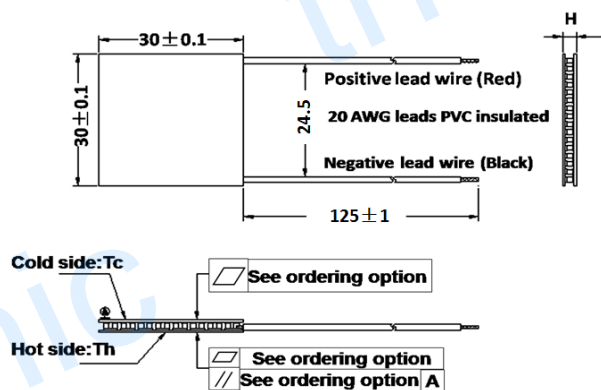 30±0.1
H
30±0.1
Positive lead wire (Red)
24.5
20 AWG leads PVC insulated
Negative lead wire (Black)
125±1
Cold side:Tc
See ordering option
A
Hot side:Th
See ordering option
// See ordering option A
nic
th